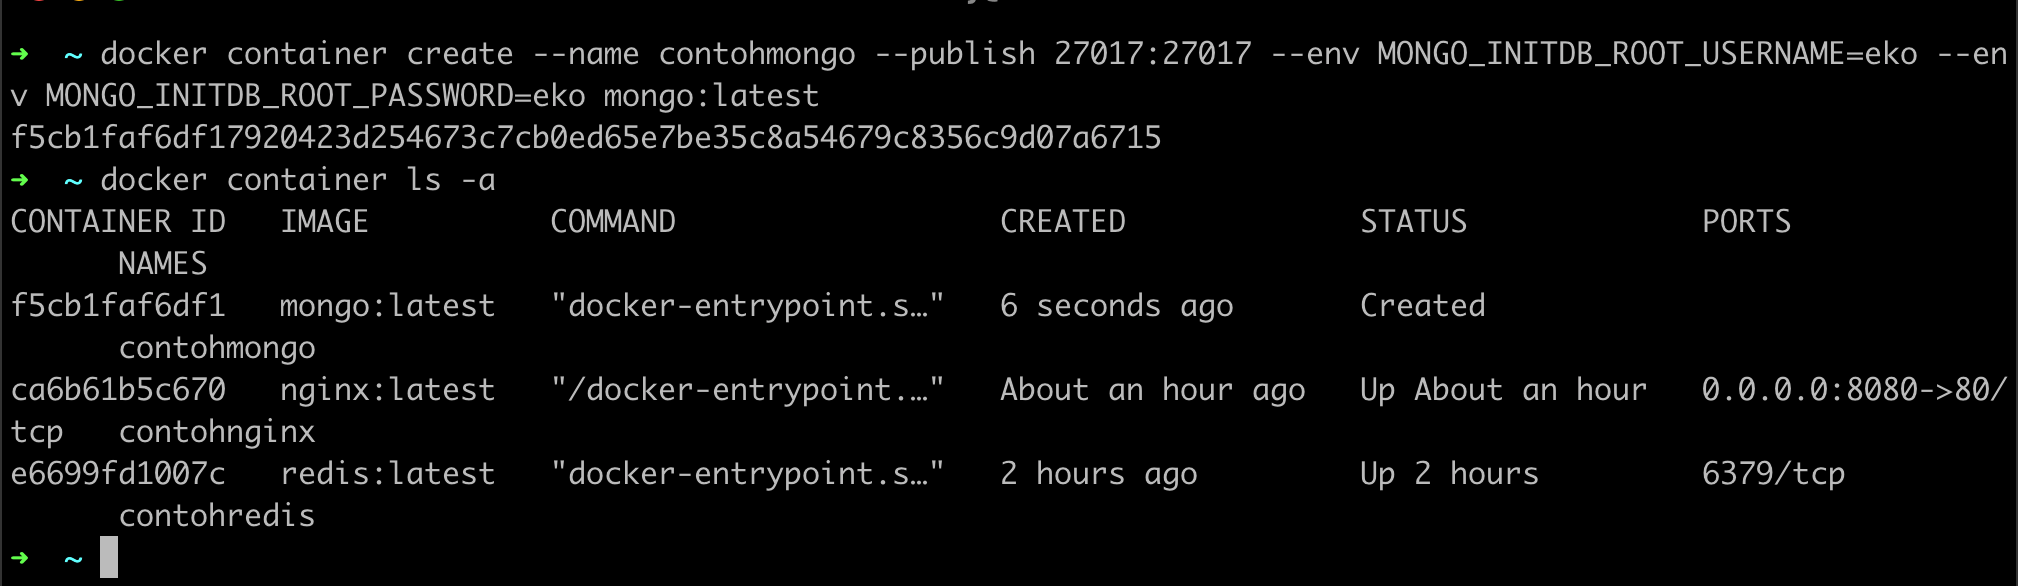 ➜  ~ docker container create --name contohmongo --publish 27017:27017 --env MONGO_INITDB_ROOT_USERNAME=eko --en
v MONGO_INITDB_ROOT_PASSWORD=eko mongo:latest
f5cb1faf6df17920423d254673c7cb0ed65e7be35c8a54679c8356c9d07a6715
➜  ~ docker container ls -a
CONTAINER ID   IMAGE          COMMAND                  CREATED             STATUS             PORTS
      NAMES
f5cb1faf6df1   mongo:latest   "docker-entrypoint.s…"   6 seconds ago       Created
      contohmongo
ca6b61b5c670   nginx:latest   "/docker-entrypoint.…"   About an hour ago   Up About an hour   0.0.0.0:8080->80/
tcp   contohnginx
e6699fd1007c   redis:latest   "docker-entrypoint.s…"   2 hours ago         Up 2 hours         6379/tcp
      contohredis
➜  ~